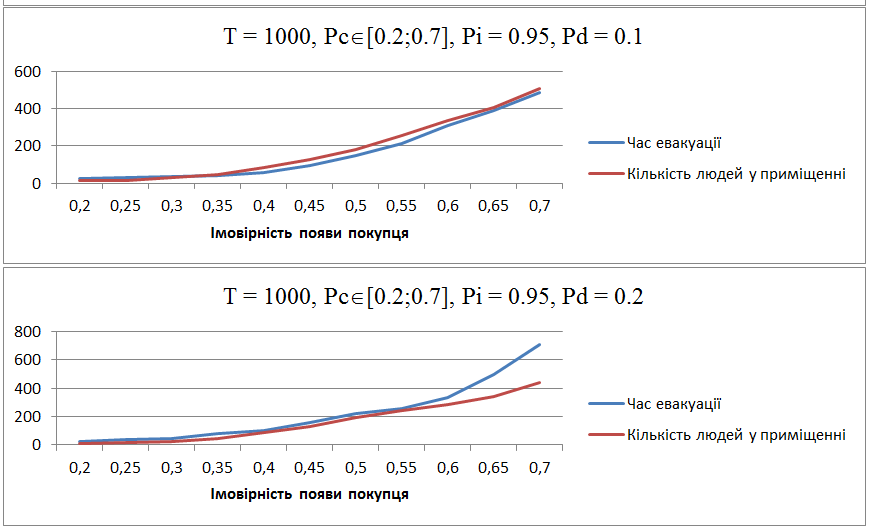 T = 1000, Pc∈[0.2;0.7], Pi = 0.95, Pd = 0.1
600
400
200
0
0,2 0,25 0,3 0,35 0,4 0,45 0,5 0,55 0,6 0,65 0,7
Імовірність появи покупця
Час евакуації
Кількість людей у приміщенні
T = 1000, Pc∈[0.2;0.7], Pi = 0.95, Pd = 0.2
800
600
400
200
0
0,2 0,25 0,3 0,35 0,4 0,45 0,5 0,55 0,6 0,65 0,7
Імовірність появи покупця
Час евакуації
Кількість людей у приміщенні